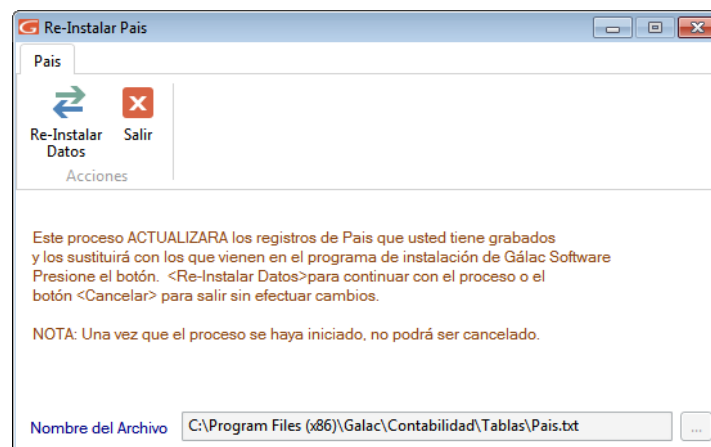 Re-Instalar Pais
Pais
Re-Instalar
Datos
Salir
Acciones
Este proceso ACTUALIZARA los registros de Pais que usted tiene grabados
y los sustituirá con los que vienen en el programa de instalación de Gálac Software
Presione el botón. <Re-Instalar Datos>para continuar con el proceso o el
botón <Cancelar> para salir sin efectuar cambios.
NOTA: Una vez que el proceso se haya iniciado, no podrá ser cancelado.
Nombre del Archivo C:\Program Files (x86)\Galac\Contabilidad\Tablas\Pais.txt ...